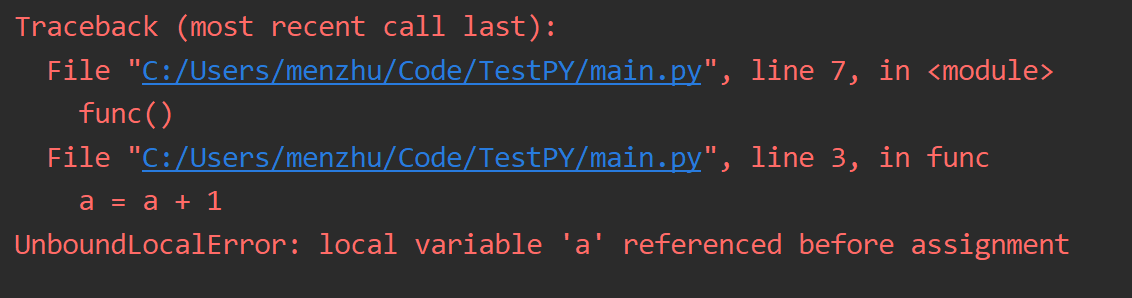 Traceback (most recent call last):
  File "C:/Users/menzhu/Code/TestPY/main.py", line 7, in <module>
    func()
  File "C:/Users/menzhu/Code/TestPY/main.py", line 3, in func
    a = a + 1
UnboundLocalError: local variable 'a' referenced before assignment